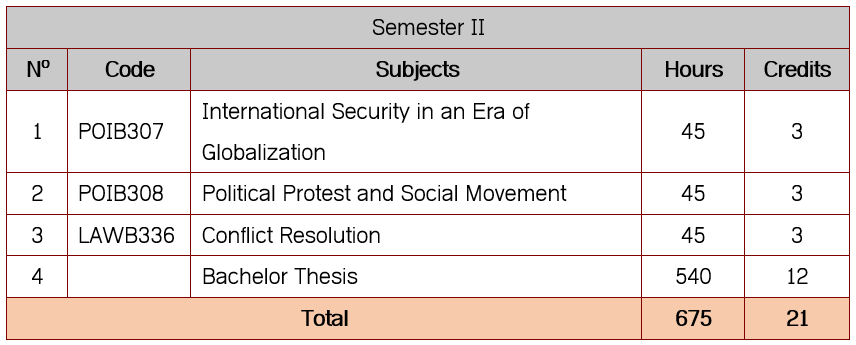 Semester II
Nº Code Subjects Hours Credits
1 POIB307 International Security in an Era of Globalization 45 3
2 POIB308 Political Protest and Social Movement 45 3
3 LAWB336 Conflict Resolution 45 3
4 Bachelor Thesis 540 12
Total 675 21